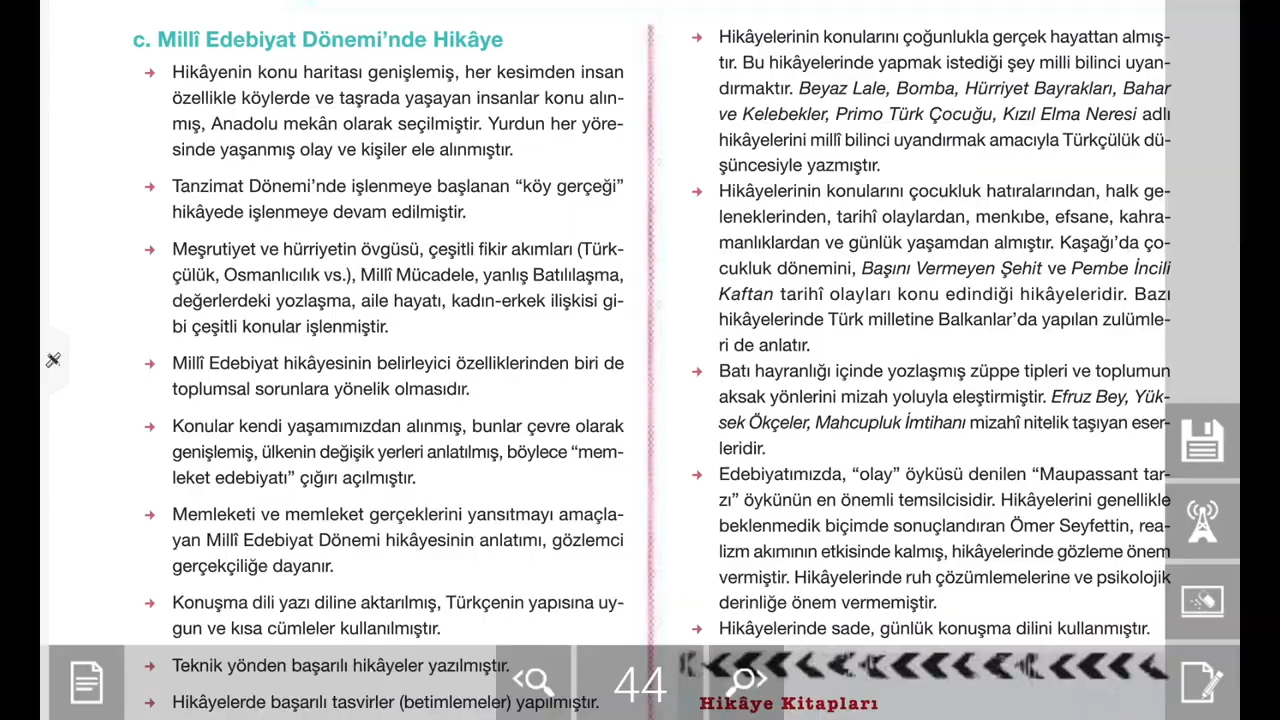 c. Millî Edebiyat Dönemi’nde Hikâye
→ Hikâyenin konu haritası genişlemiş, her kesimden insan
özellikle köylerde ve taşrada yaşayan insanlar konu alın-
mış, Anadolu mekân olarak seçilmiştir. Yurdun her yöre-
sinde yaşanmış olay ve kişiler ele alınmıştır.
→ Tanzimat Dönemi’nde işlenmeye başlanan “köy gerçeği”
hikâyede işlenmeye devam edilmiştir.
→ Meşrutiyet ve hürriyetin övgüsü, çeşitli fikir akımları (Türk-
çülük, Osmanlıcılık vs.), Millî Mücadele, yanlış Batılılaşma,
değerlerdeki yozlaşma, aile hayatı, kadın-erkek ilişkisi gi-
bi çeşitli konular işlenmiştir.
→ Millî Edebiyat hikâyesinin belirleyici özelliklerinden biri de
toplumsal sorunlara yönelik olmasıdır.
→ Konular kendi yaşamımızdan alınmış, bunlar çevre olarak
genişlemiş, ülkenin değişik yerleri anlatılmış, böylece “mem-
leket edebiyatı” çığırı açılmıştır.
→ Memleketi ve memleket gerçeklerini yansıtmayı amaçla-
yan Millî Edebiyat Dönemi hikâyesinin anlatımı, gözlemci
gerçekçiliğe dayanır.
→ Konuşma dili yazı diline aktarılmış, Türkçenin yapısına uy-
gun ve kısa cümleler kullanılmıştır.
→ Teknik yönden başarılı hikâyeler yazılmıştır.
→ Hikâyelerde başarılı tasvirler (betimlemeler) yapılmıştır.
→ Hikâyelerinin konularını çoğunlukla gerçek hayattan almış-
tır. Bu hikâyelerinde yapmak istediği şey milli bilinci uyan-
dırmaktır. Beyaz Lale, Bomba, Hürriyet Bayrakları, Bahar
ve Kelebekler, Primo Türk Çocuğu, Kızıl Elma Neresi adlı
hikâyelerini millî bilinci uyandırmak amacıyla Türkçülük dü-
şüncesiyle yazmıştır.
→ Hikâyelerinin konularını çocukluk hatıralarından, halk ge-
leneklerinden, tarihî olaylardan, menkıbe, efsane, kahra-
manlıklardan ve günlük yaşamdan almıştır. Kaşağı’da ço-
cukluk dönemini, Başını Vermeyen Şehit ve Pembe İncili
Kaftan tarihî olayları konu edindiği hikâyeleridir. Bazı
hikâyelerinde Türk milletine Balkanlar’da yapılan zulümle-
ri de anlatır.
→ Batı hayranlığı içinde yozlaşmış züppe tipleri ve toplumun
aksak yönlerini mizah yoluyla eleştirmiştir. Efruz Bey, Yük-
sek Ökçeler, Mahcupluk İmtihanı mizahî nitelik taşıyan eser-
leridir.
→ Edebiyatımızda, “olay” öyküsü denilen “Maupassant tar-
zı” öykünün en önemli temsilcisidir. Hikâyelerini genellikle
beklenmedik biçimde sonuçlandıran Ömer Seyfettin, rea-
lizm akımının etkisinde kalmış, hikâyelerinde gözleme önem
vermiştir. Hikâyelerinde ruh çözümlemelerine ve psikolojik
derinliğe önem vermemiştir.
→ Hikâyelerinde sade, günlük konuşma dilini kullanmıştır.
Hikâye Kitapları
44